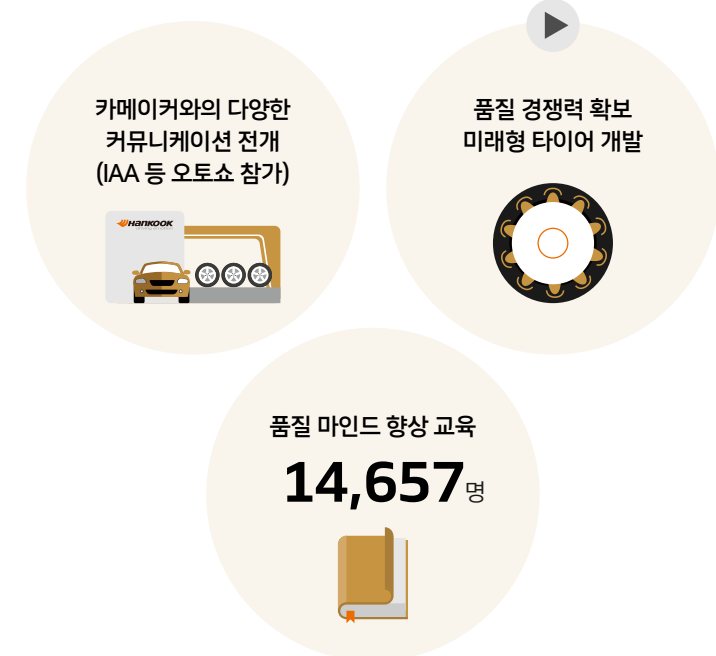 카메이커와의 다양한
커뮤니케이션 전개
(IAA 등 오토쇼 참가)
HANKOOK
품질 경쟁력 확보
미래형 타이어 개발
품질 마인드 향상 교육
14,657명